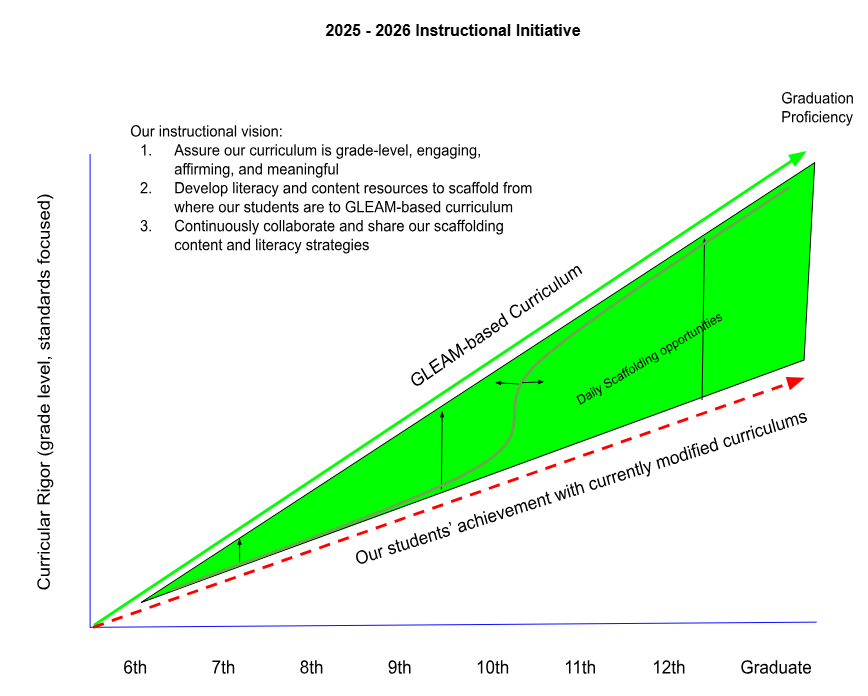 2025 - 2026 Instructional Initiative
Graduation
Proficiency
Our instructional vision:
1. Assure our curriculum is grade-level, engaging,
affirming, and meaningful
2. Develop literacy and content resources to scaffold from
where our students are to GLEAM-based curriculum
3. Continuously collaborate and share our scaffolding
content and literacy strategies
Curricular Rigor (grade level, standards focused)
GLEAM-based Curriculum
Daily Scaffolding opportunities
Our students’ achievement with currently modified curriculums
6th 7th 8th 9th 10th 11th 12th Graduate